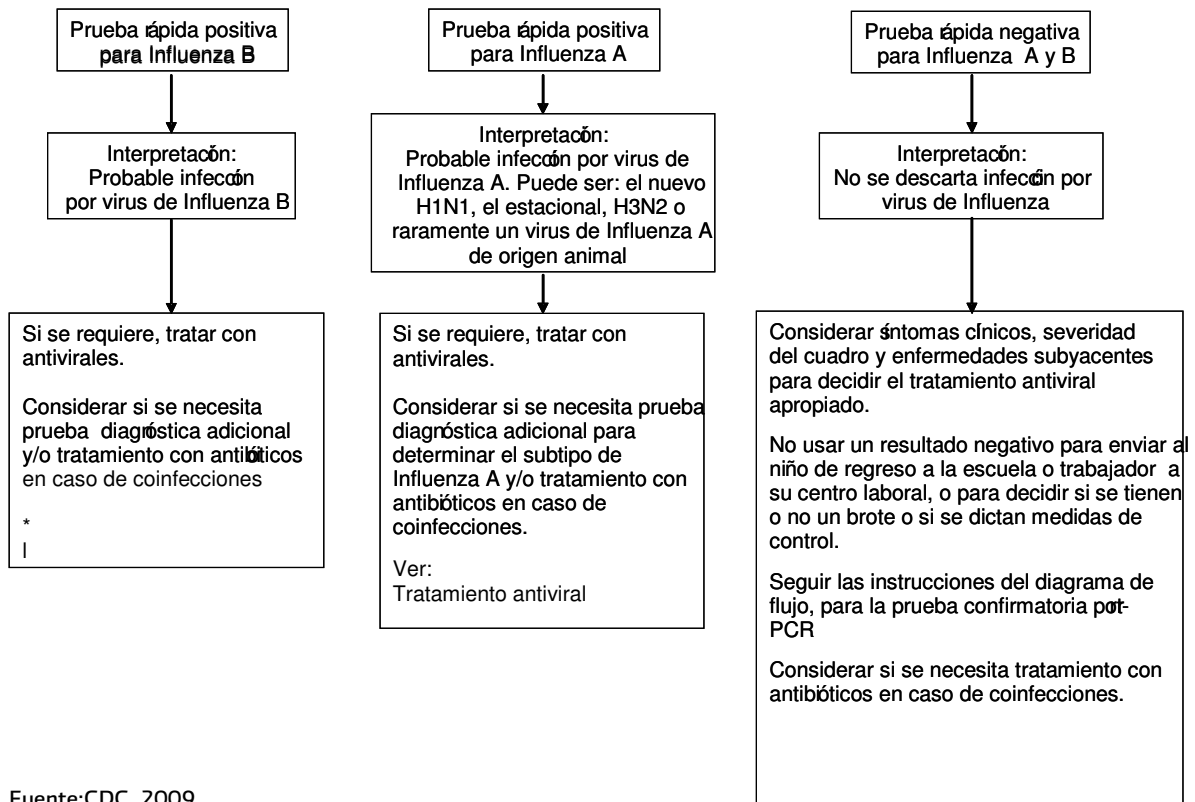 Prueba rápida positiva
para Influenza B
Interpretación:
Probable infección
por virus de Influenza B
Si se requiere, tratar con
antivirales.
Considerar si se necesita
prueba diagnóstica adicional
y/o tratamiento con antibióticos
en caso de coinfecciones
*
l
Prueba rápida positiva
para Influenza A
Interpretación:
Probable infección por virus de
Influenza A. Puede ser: el nuevo
H1N1, el estacional, H3N2 o
raramente un virus de Influenza A
de origen animal
Si se requiere, tratar con
antivirales.
Considerar si se necesita prueba
diagnóstica adicional para
determinar el subtipo de
Influenza A y/o tratamiento con
antibióticos en caso de
coinfecciones.
Ver:
Tratamiento antiviral
Prueba rápida negativa
para Influenza A y B
Interpretación:
No se descarta infección por
virus de Influenza
Considerar síntomas clínicos, severidad
del cuadro y enfermedades subyacentes
para decidir el tratamiento antiviral
apropiado.
No usar un resultado negativo para enviar al
niño de regreso a la escuela o trabajador a
su centro laboral, o para decidir si se tienen
o no un brote o si se dictan medidas de
control.
Seguir las instrucciones del diagrama de
flujo, para la prueba confirmatoria por rt-
PCR
Considerar si se necesita tratamiento con
antibióticos en caso de coinfecciones.
Fuente:CDC, 2009